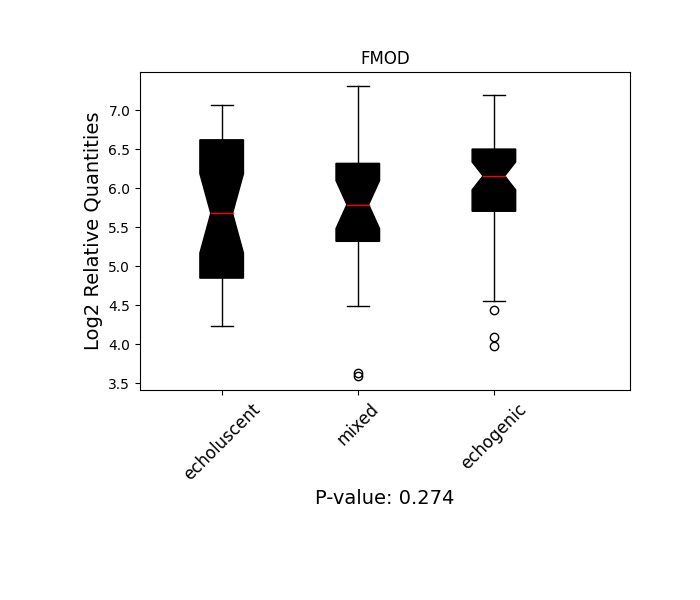 FMOD
Log2 Relative Quantities
7.0
6.5
6.0
5.5
5.0
4.5
4.0
3.5
echoluscent
mixed
echogenic
P-value: 0.274